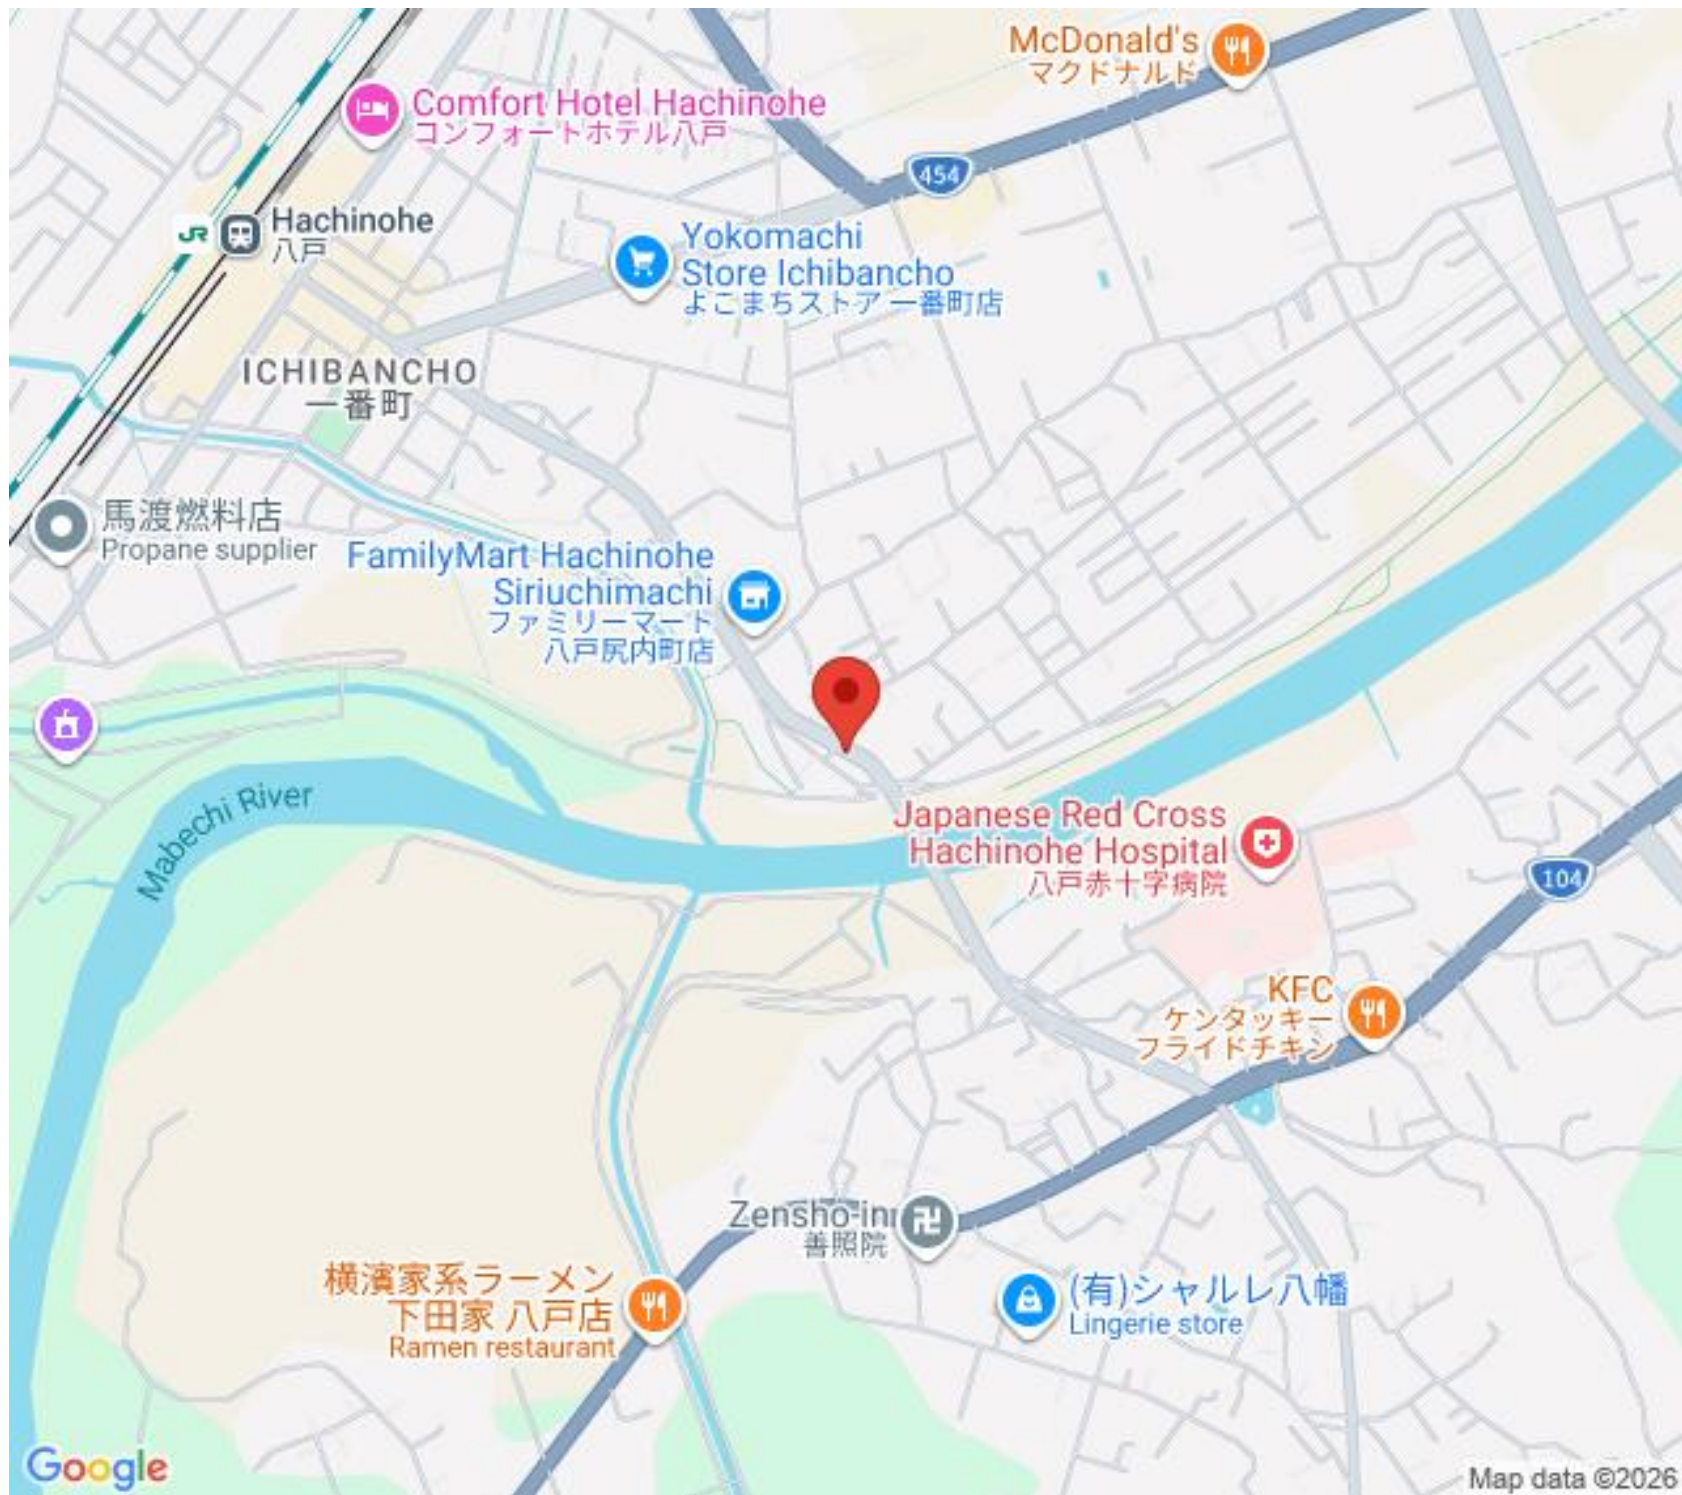 McDonald's
マクドナルド
Comfort Hotel Hachinohe
コンフォートホテル八戸
454
JR
Hachinohe
八戸
Yokomachi
Store Ichibancho
よこまちストア 一番町店
ICHIBANCHO
一番町
馬渡燃料店
Propane supplier
FamilyMart Hachinohe
Siriuchimachi
ファミリーマート
八戸尻内町店
Mabechi River
Japanese Red Cross
Hachinohe Hospital
八戸赤十字病院
104
KFC
ケンタッキー
フライドチキン
Zensho-in
善照院
横濱家系ラーメン
下田家 八戸店
Ramen restaurant
(有)シャルレ八幡
Lingerie store
Google
Map data ©2026